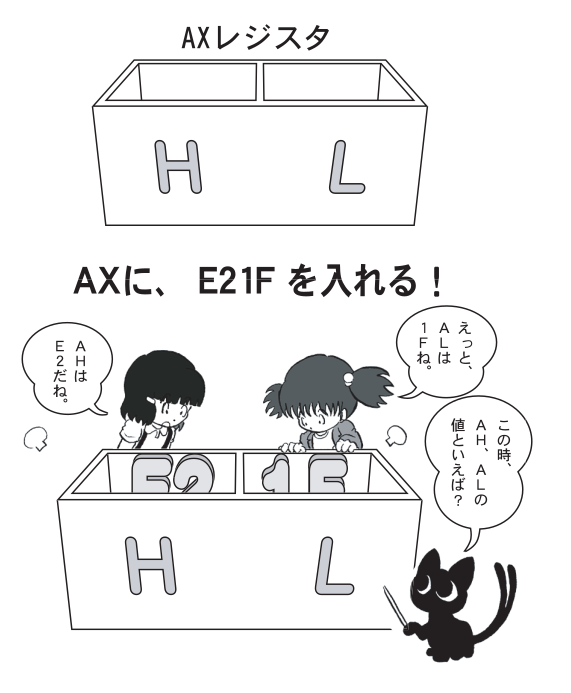 AXレジスタ
H
L
AXに、 E21F を入れる！
AHは
E2だね。
えっと、
ALは
1Fね。
この時、
AH、ALの
値といえば？
E2
1F
H
L